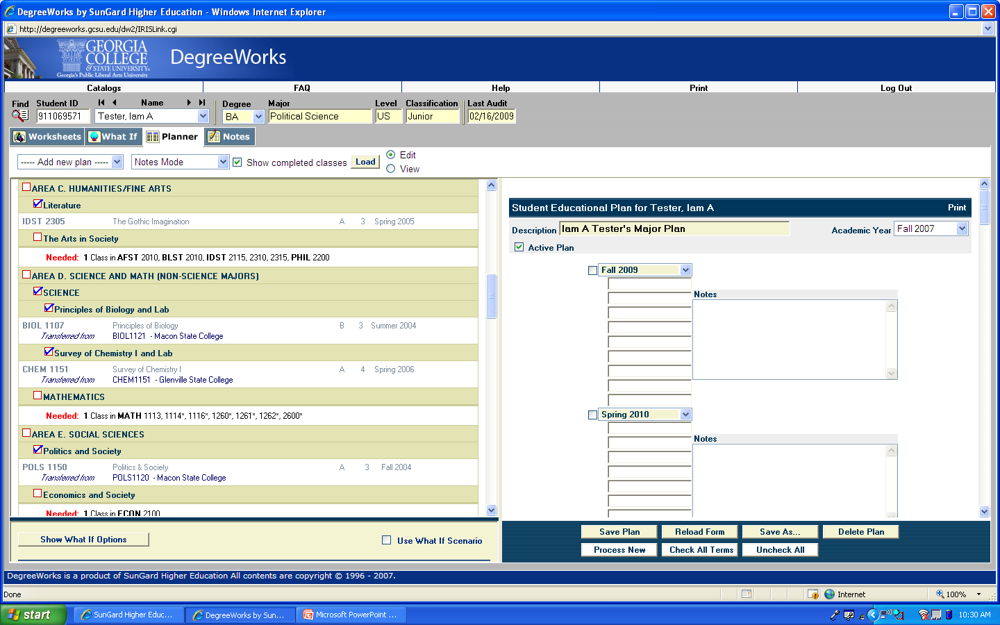 DegreeWorks by SunGard Higher Education - Windows Internet Explorer
http://degreeworks.gcsu.edu/dw2/IRISLink.cgi
GEORGIA
COLLEGE
& STATE UNIVERSITY
Georgia's Public Liberal Arts University
DegreeWorks
Catalogs FAQ Help Print Log Out
Find Student ID Name Degree Major Level Classification Last Audit
911069571 Tester, Iam A BA Political Science US Junior 02/16/2009
Worksheets What If Planner Notes
----- Add new plan ----- Notes Mode Show completed classes Load
Edit
View
AREA C. HUMANITIES/FINE ARTS
Literature
IDST 2305 The Gothic Imagination A 3 Spring 2005
The Arts in Society
Needed: 1 Class in AFST 2010, BLST 2010, IDST 2115, 2310, 2315, PHIL 2200
AREA D. SCIENCE AND MATH (NON-SCIENCE MAJORS)
SCIENCE
Principles of Biology and Lab
BIOL 1107 Principles of Biology B 3 Summer 2004
Transferred from BIOL1121 - Macon State College
Survey of Chemistry I and Lab
CHEM 1151 Survey of Chemistry I A 4 Spring 2006
Transferred from CHEM1151 - Glenville State College
MATHEMATICS
Needed: 1 Class in MATH 1113, 1114*, 1116*, 1260*, 1261*, 1262*, 2600*
AREA E. SOCIAL SCIENCES
Politics and Society
POLS 1150 Politics & Society A 3 Fall 2004
Transferred from POLS1120 - Macon State College
Economics and Society
Needed: 1 Class in ECON 2100
Show What If Options Use What If Scenario
Student Educational Plan for Tester, Iam A Print
Description Iam A Tester's Major Plan Academic Year Fall 2007
Active Plan
Fall 2009
Notes
Spring 2010
Notes
Save Plan Reload Form Save As... Delete Plan
Process New Check All Terms Uncheck All
DegreeWorks is a product of SunGard Higher Education All contents are copyright © 1996 - 2007.
Done Internet 100%
start SunGard Higher Educ... DegreeWorks by Sun... Microsoft PowerPoint ... 10:30 AM